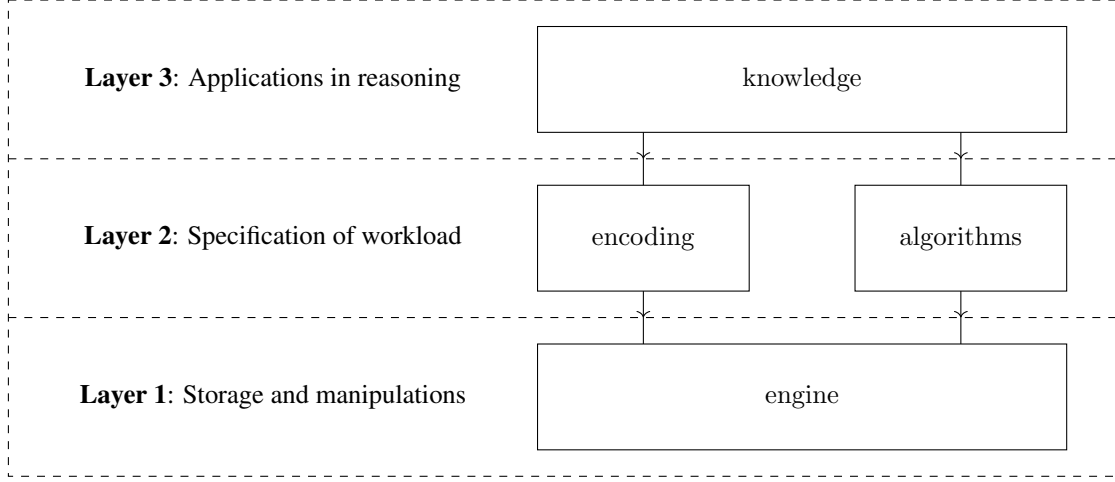 Layer 3: Applications in reasoning
knowledge
Layer 2: Specification of workload
encoding
algorithms
Layer 1: Storage and manipulations
engine